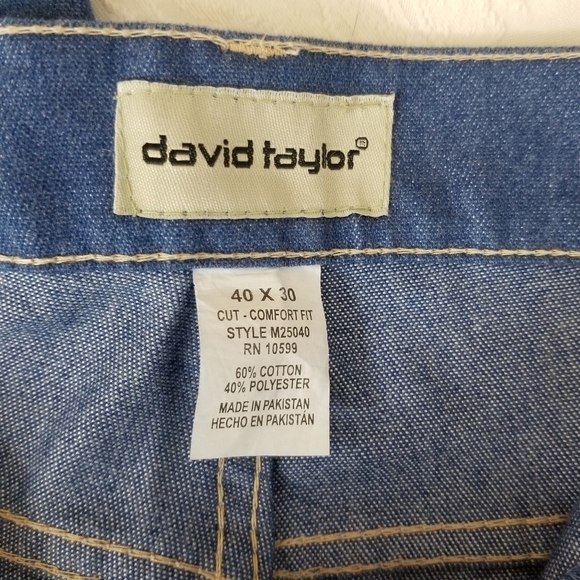 david taylor®
40 X 30
CUT - COMFORT FIT
STYLE M25040
RN 10599
60% COTTON
40% POLYESTER
MADE IN PAKISTAN
HECHO EN PAKISTÁN